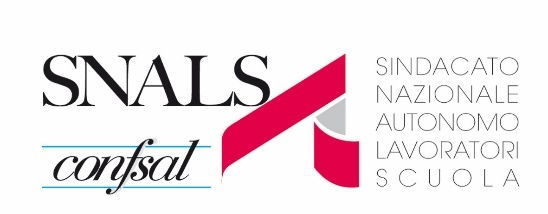 SNALS
confsal
SINDACATO
NAZIONALE
AUTONOMO
LAVORATORI
SCUOLA